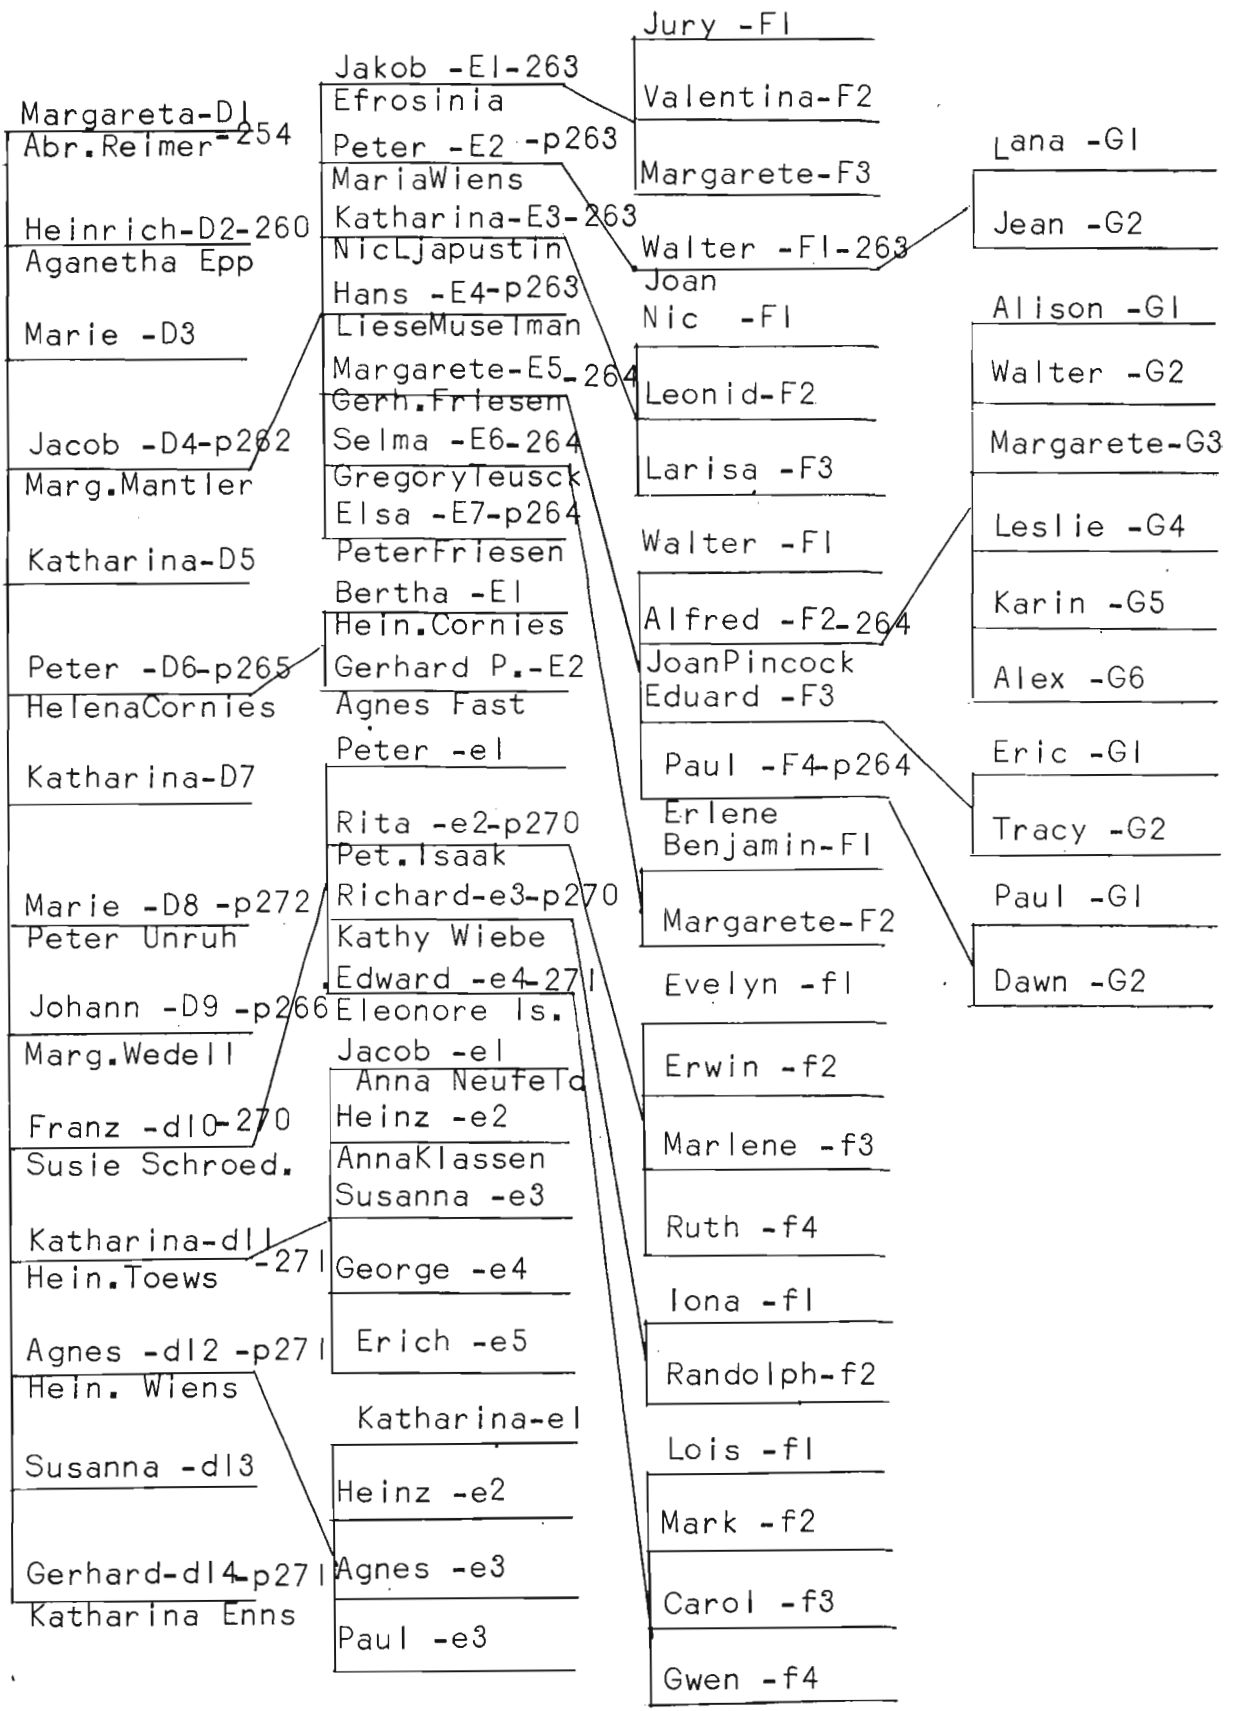 Margareta-D1
Abr.Reimer-254
Heinrich-D2-260
Aganetha Epp
Marie -D3
Jacob -D4-p262
Marg.Mantler
Katharina-D5
Peter -D6-p265
HelenaCornies
Katharina-D7
Marie -D8 -p272
Peter Unruh
Johann -D9 -p266
Marg.Wedell
Franz -d10-270
Susie Schroed.
Katharina-d11
-271
Hein.Toews
Agnes -d12 -p271
Hein. Wiens
Susanna -d13
Gerhard-d14-p271
Katharina Enns
Jakob -E1-263
Efrosinia
Peter -E2 -p263
MariaWiens
Katharina-E3-263
NicLjapustin
Hans -E4-p263
LieseMuselman
Margarete-E5-264
Gerh.Friesen
Selma -E6-264
GregoryTeusck
Elsa -E7-p264
PeterFriesen
Bertha -E1
Hein.Cornies
Gerhard P.-E2
Agnes Fast
Peter -e1
Rita -e2-p270
Pet.Isaak
Richard-e3-p270
Kathy Wiebe
Edward -e4-271
Eleonore Is.
Jacob -e1
Anna Neufeld
Heinz -e2
AnnaKlassen
Susanna -e3
George -e4
Erich -e5
Katharina-e1
Heinz -e2
Agnes -e3
Paul -e3
Jury -F1
Valentina-F2
Margarete-F3
Walter -F1-263
Joan
Nic -F1
Leonid-F2
Larisa -F3
Walter -F1
Alfred -F2-264
JoanPincock
Eduard -F3
Paul -F4-p264
Erlene
Benjamin-F1
Margarete-F2
Evelyn -f1
Erwin -f2
Marlene -f3
Ruth -f4
Iona -f1
Randolph-f2
Lois -f1
Mark -f2
Carol -f3
Gwen -f4
Lana -G1
Jean -G2
Alison -G1
Walter -G2
Margarete-G3
Leslie -G4
Karin -G5
Alex -G6
Eric -G1
Tracy -G2
Paul -G1
Dawn -G2